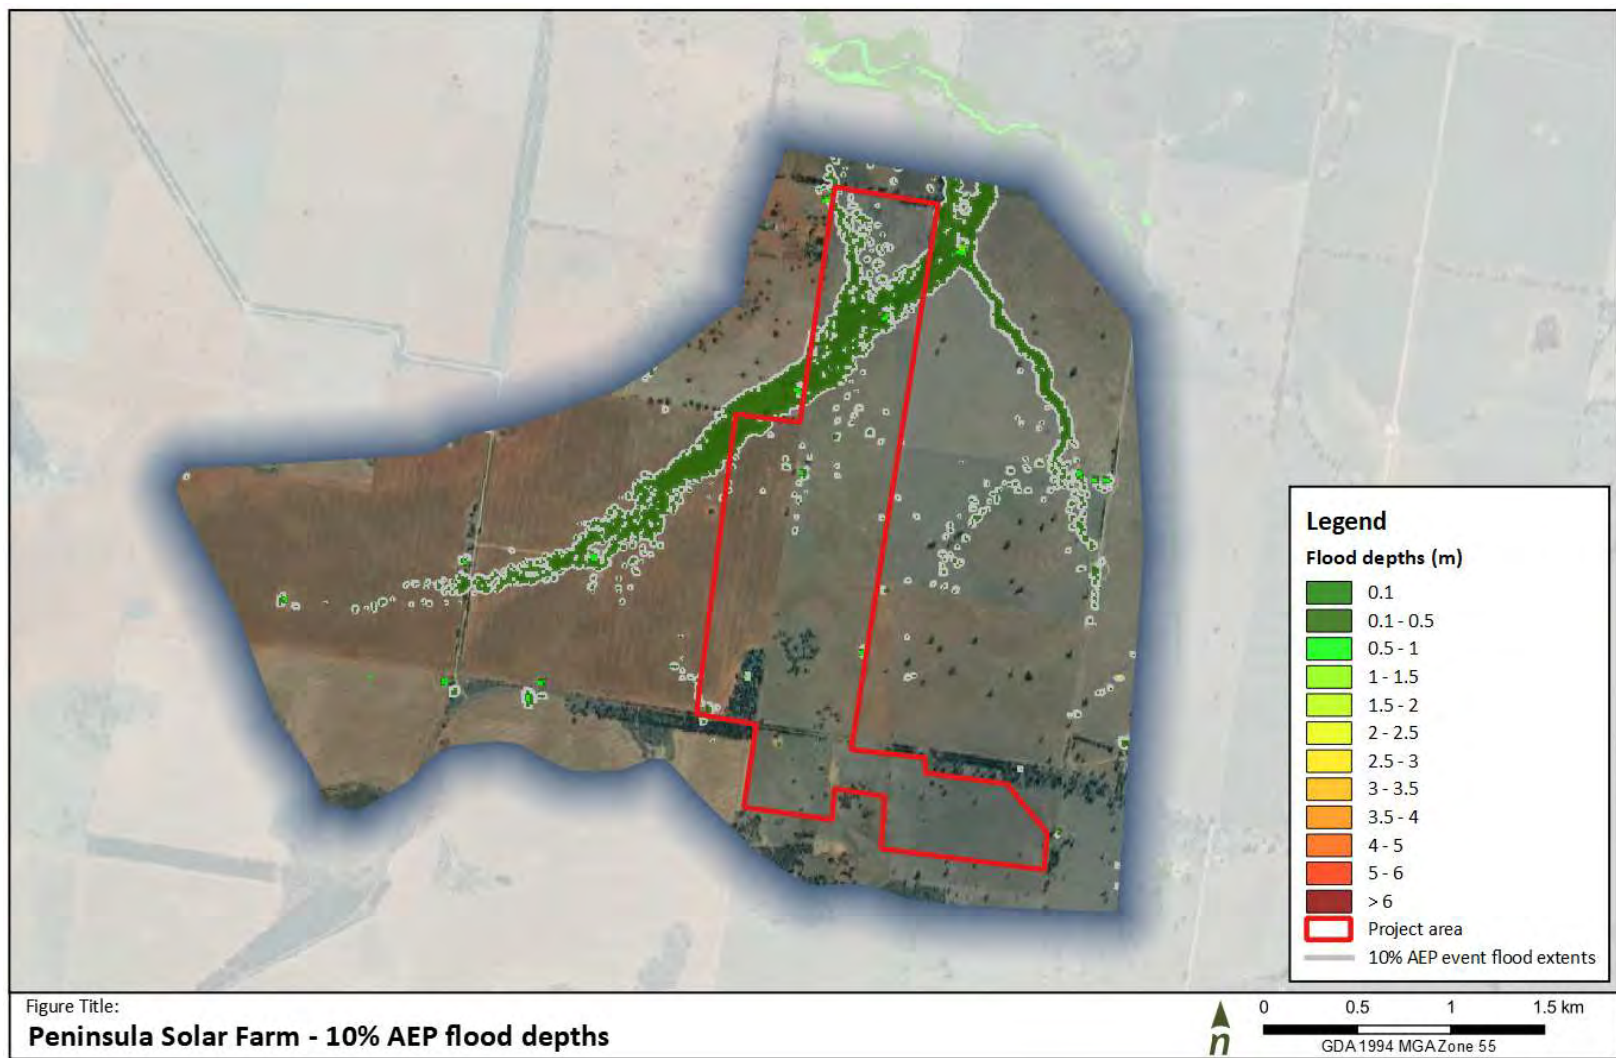 Legend
Flood depths (m)
0.1
0.1 - 0.5
0.5 - 1
1 - 1.5
1.5 - 2
2 - 2.5
2.5 - 3
3 - 3.5
3.5 - 4
4 - 5
5 - 6
> 6
Project area
10% AEP event flood extents
Figure Title:
Peninsula Solar Farm - 10% AEP flood depths
n
0 0.5 1 1.5 km
GDA 1994 MGA Zone 55